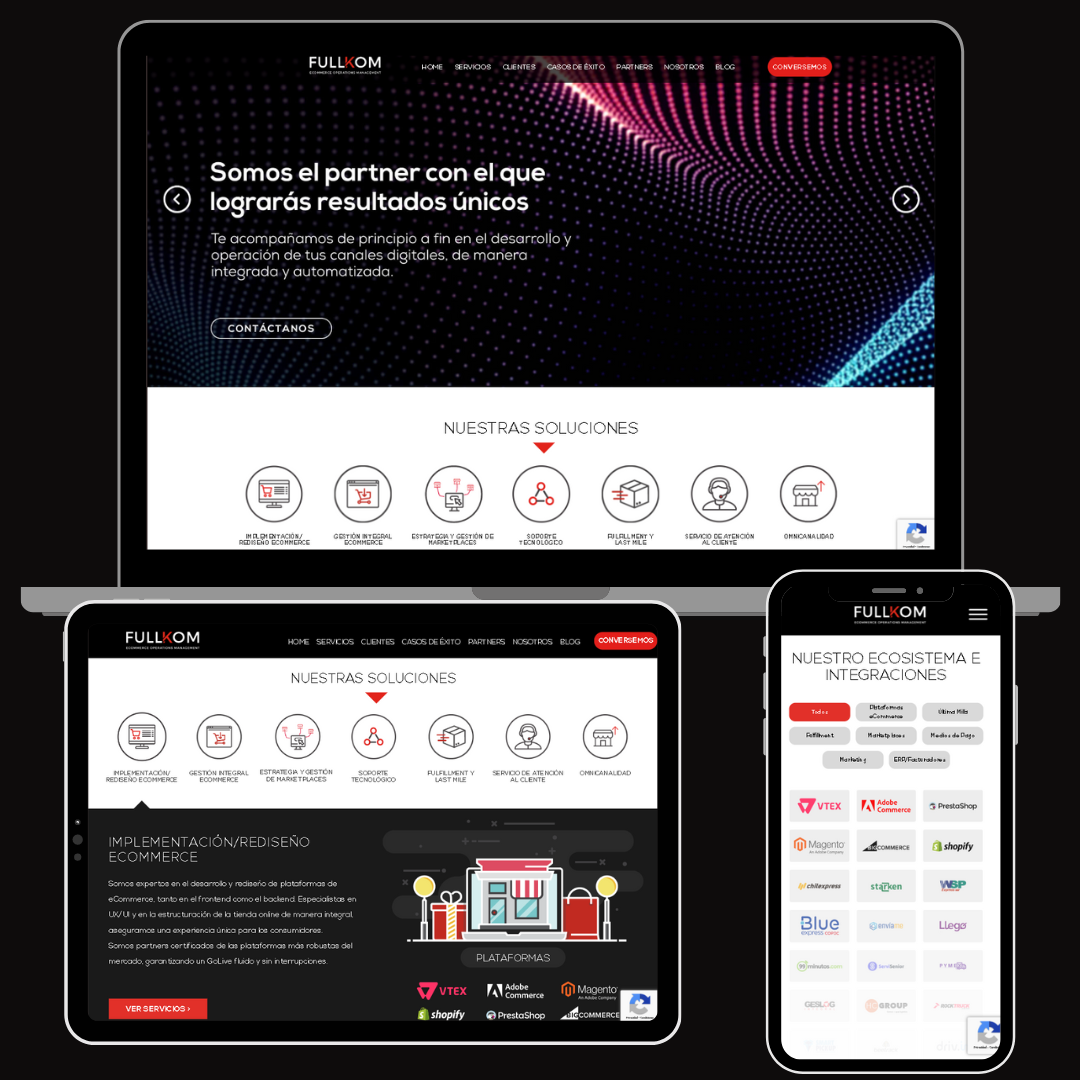 FULLKOM
ECOMMERCE OPERATIONS MANAGEMENT
HOME SERVICIOS CLIENTES CASOS DE ÉXITO PARTNERS NOSOTROS BLOG CONVERSEMOS
Somos el partner con el que
lograrás resultados únicos
Te acompañamos de principio a fin en el desarrollo y
operación de tus canales digitales, de manera
integrada y automatizada.
CONTÁCTANOS
NUESTRAS SOLUCIONES
IMPLEMENTACIÓN/
REDISEÑO ECOMMERCE
GESTIÓN INTEGRAL
ECOMMERCE
ESTRATEGIA Y GESTIÓN DE
MARKETPLACES
SOPORTE
TECNOLÓGICO
FULFILLMENT Y
LAST MILE
SERVICIO DE ATENCIÓN
AL CLIENTE
OMNICANALIDAD
FULLKOM
ECOMMERCE OPERATIONS MANAGEMENT
HOME SERVICIOS CLIENTES CASOS DE ÉXITO PARTNERS NOSOTROS BLOG CONVERSEMOS
NUESTRAS SOLUCIONES
IMPLEMENTACIÓN/
REDISEÑO ECOMMERCE
GESTIÓN INTEGRAL
ECOMMERCE
ESTRATEGIA Y GESTIÓN
DE MARKETPLACES
SOPORTE
TECNOLÓGICO
FULFILLMENT Y
LAST MILE
SERVICIO DE ATENCIÓN
AL CLIENTE
OMNICANALIDAD
IMPLEMENTACIÓN/REDISEÑO
ECOMMERCE
Somos expertos en el desarrollo y rediseño de plataformas de
eCommerce, tanto en el frontend como el backend. Especialistas en
UX/UI y en la estructuración de la tienda online de manera integral,
aseguramos una experiencia única para los consumidores.
Somos partners certificados de las plataformas más robustas del
mercado, garantizando un GoLive fluido y sin interrupciones.
VER SERVICIOS ›
PLATAFORMAS
VTEX
Adobe
Commerce
Magento
An Adobe Company
shopify
PrestaShop
BIGCOMMERCE
FULLKOM
ECOMMERCE OPERATIONS MANAGEMENT
NUESTRO ECOSISTEMA E
INTEGRACIONES
Todos
Plataformas
eCommerce
Última Milla
Fulfillment
Marketplaces
Medios de Pago
Marketing
ERP/Facturadores
VTEX
Adobe
Commerce
PrestaShop
Magento
An Adobe Company
BIGCOMMERCE
shopify
chilexpress
starken
WSP
Blue
express
envíame
Llego
99minutos.com
PYMEX
GESLOG
GROUP